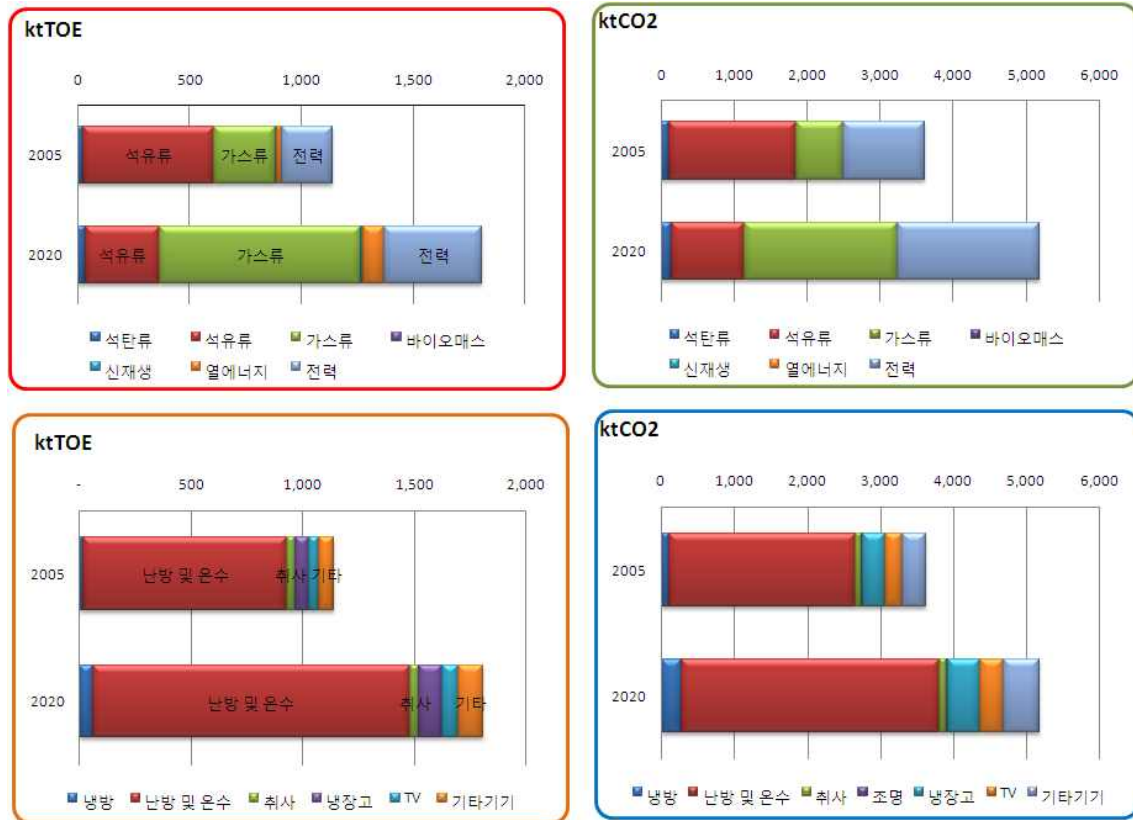 ktTOE
0 500 1,000 1,500 2,000
2005 석유류 가스류 전력
2020 석유류 가스류 전력
석탄류 석유류 가스류 바이오매스
신재생 열에너지 전력
ktCO2
0 1,000 2,000 3,000 4,000 5,000 6,000
2005
2020
석탄류 석유류 가스류 바이오매스
신재생 열에너지 전력
ktTOE
- 500 1,000 1,500 2,000
2005 난방 및 온수 취사 기타
2020 난방 및 온수 취사 기타
냉방 난방 및 온수 취사 냉장고 TV 기타기기
ktCO2
0 1,000 2,000 3,000 4,000 5,000 6,000
2005
2020
냉방 난방 및 온수 취사 조명 냉장고 TV 기타기기